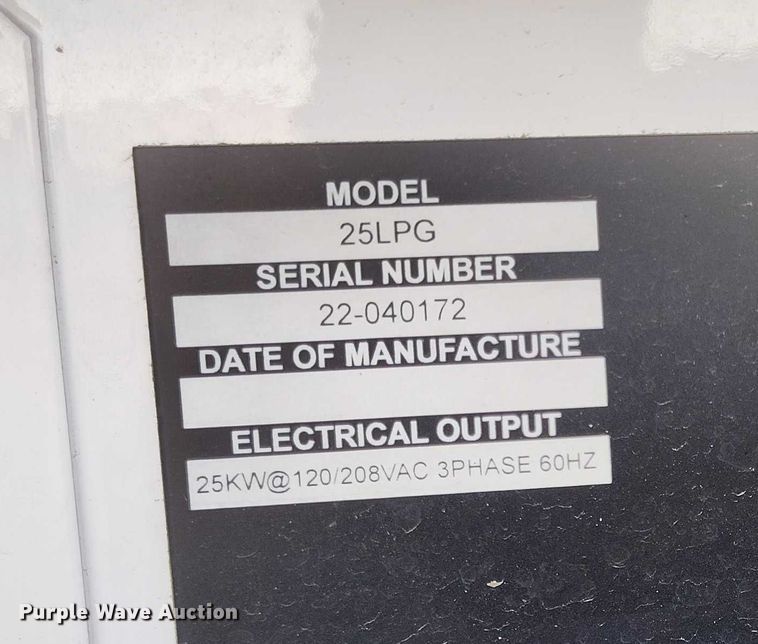 MODEL
25LPG
SERIAL NUMBER
22-040172
DATE OF MANUFACTURE
ELECTRICAL OUTPUT
25KW@120/208VAC 3PHASE 60HZ
Purple Wave Auction